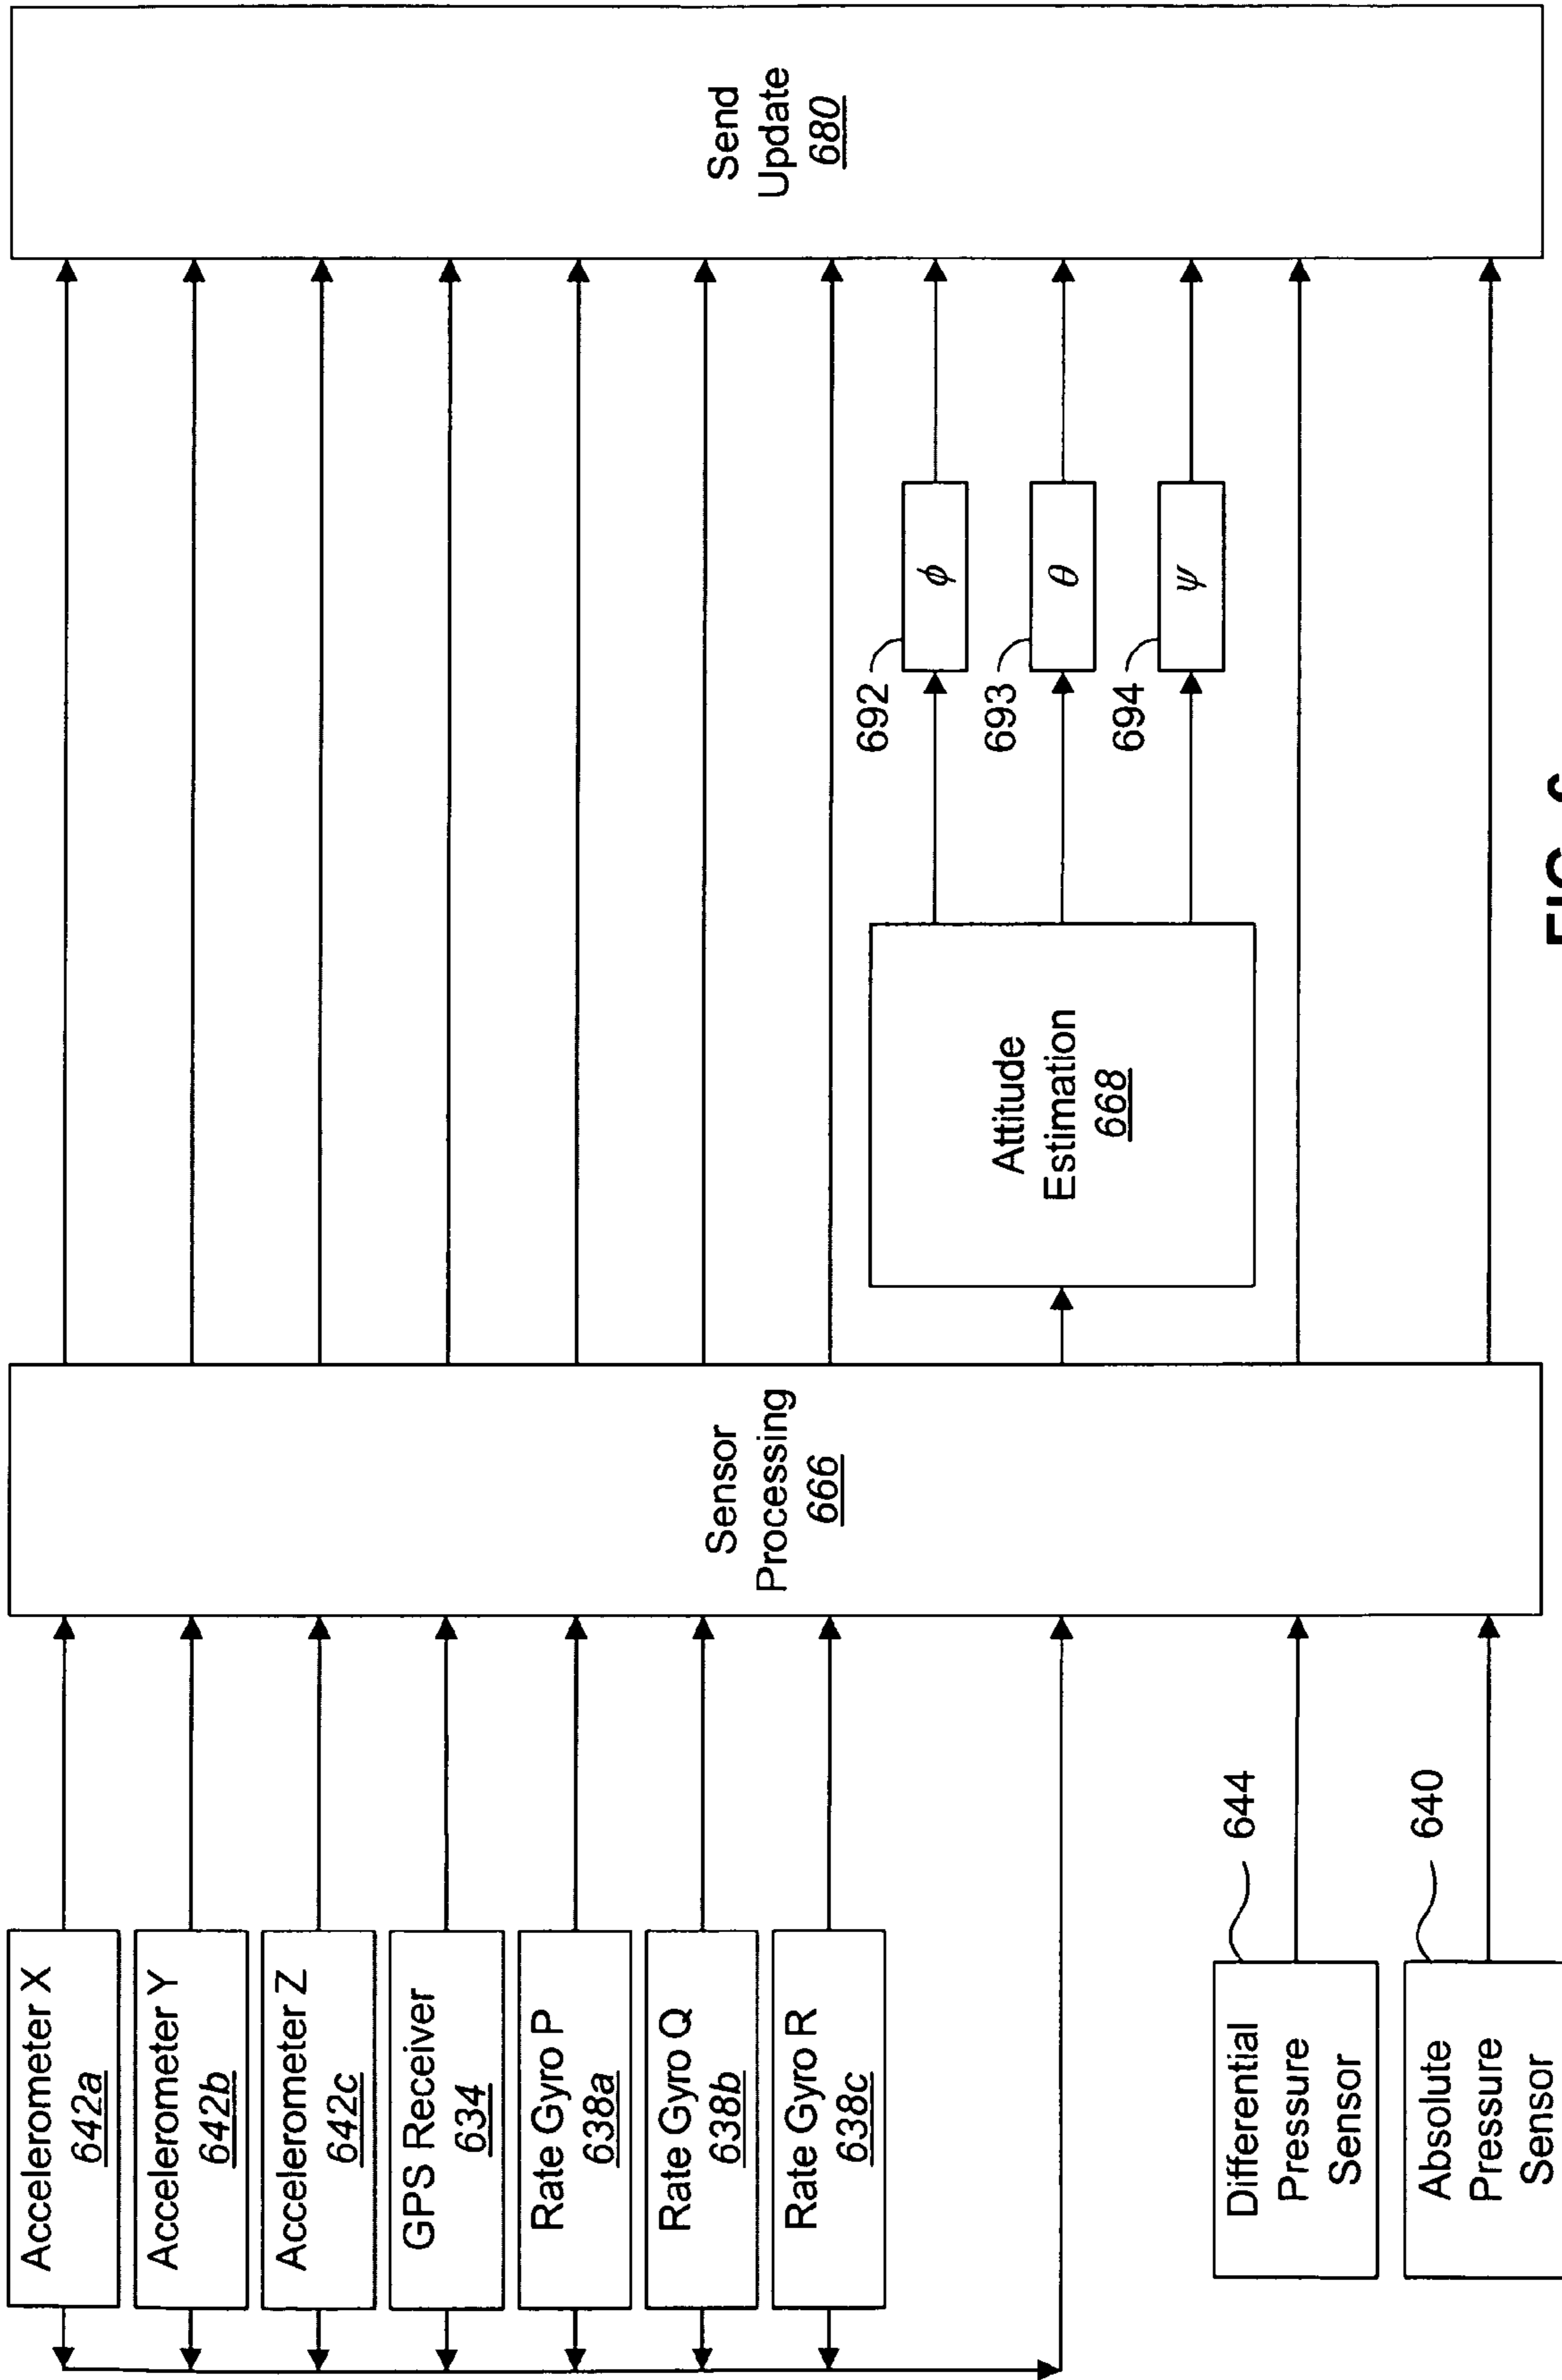 Accelerometer X
642a
Accelerometer Y
642b
Accelerometer Z
642c
GPS Receiver
634
Rate Gyro P
638a
Rate Gyro Q
638b
Rate Gyro R
638c
Differential
Pressure
Sensor
644
Absolute
Pressure
Sensor
640
Sensor
Processing
666
Attitude
Estimation
668
692
ϕ
693
θ
694
ψ
Send
Update
680
FIG.